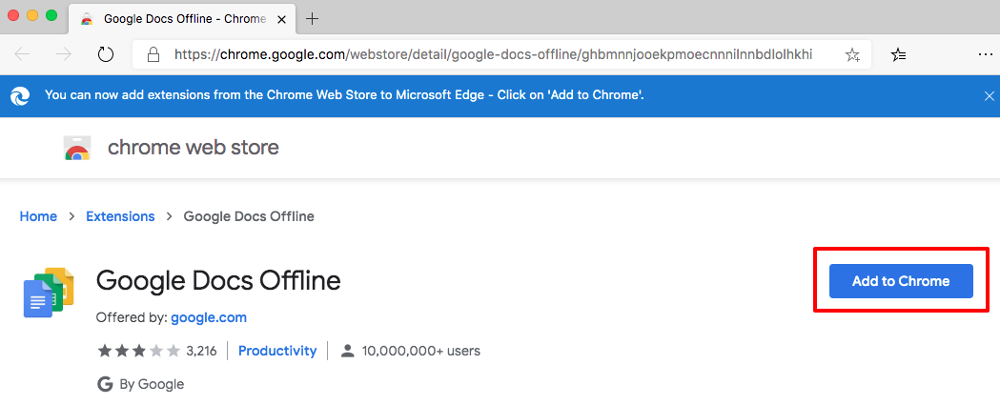 Google Docs Offline - Chrome
https://chrome.google.com/webstore/detail/google-docs-offline/ghbmnnjooekpmoecnnnilnnbdlolhkhi
You can now add extensions from the Chrome Web Store to Microsoft Edge - Click on 'Add to Chrome'.
chrome web store
Home > Extensions > Google Docs Offline
Google Docs Offline
Add to Chrome
Offered by: google.com
3,216 Productivity 10,000,000+ users
G By Google